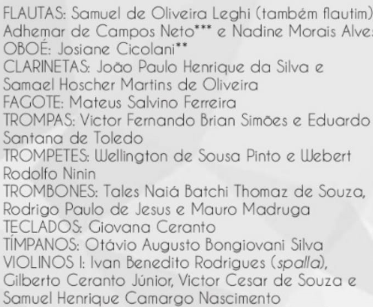 FLAUTAS: Samuel de Oliveira Leghi (também flautim)
Adhemar de Campos Neto*** e Nadine Morais Alves
OBOÉ: Josiane Cicolani**
CLARINETAS: João Paulo Henrique da Silva e
Samael Hoscher Martins de Oliveira
FAGOTE: Mateus Salvino Ferreira
TROMPAS: Victor Fernando Brian Simões e Eduardo
Santana de Toledo
TROMPETES: Wellington de Sousa Pinto e Webert
Rodolfo Ninin
TROMBONES: Tales Naiá Batchi Thomaz de Souza,
Rodrigo Paulo de Jesus e Mauro Madruga
TECLADOS: Giovana Ceranto
TÍMPANOS: Otávio Augusto Bongiovani Silva
VIOLINOS I: Ivan Benedito Rodrigues (spalla),
Gilberto Ceranto Júnior, Victor Cesar de Souza e
Samuel Henrique Camargo Nascimento